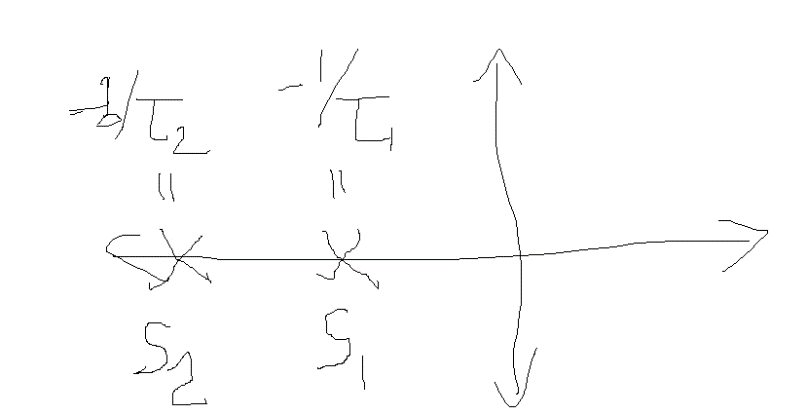 -1/τ2 -1/τ1
= =
S2 S1